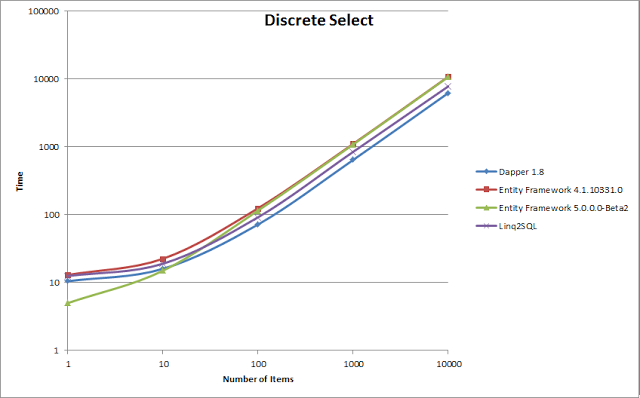 Discrete Select
100000
10000
1000
100
10
1
Time
1
10
100
1000
10000
Number of Items
Dapper 1.8
Entity Framework 4.1.10331.0
Entity Framework 5.0.0.0-Beta2
Linq2SQL